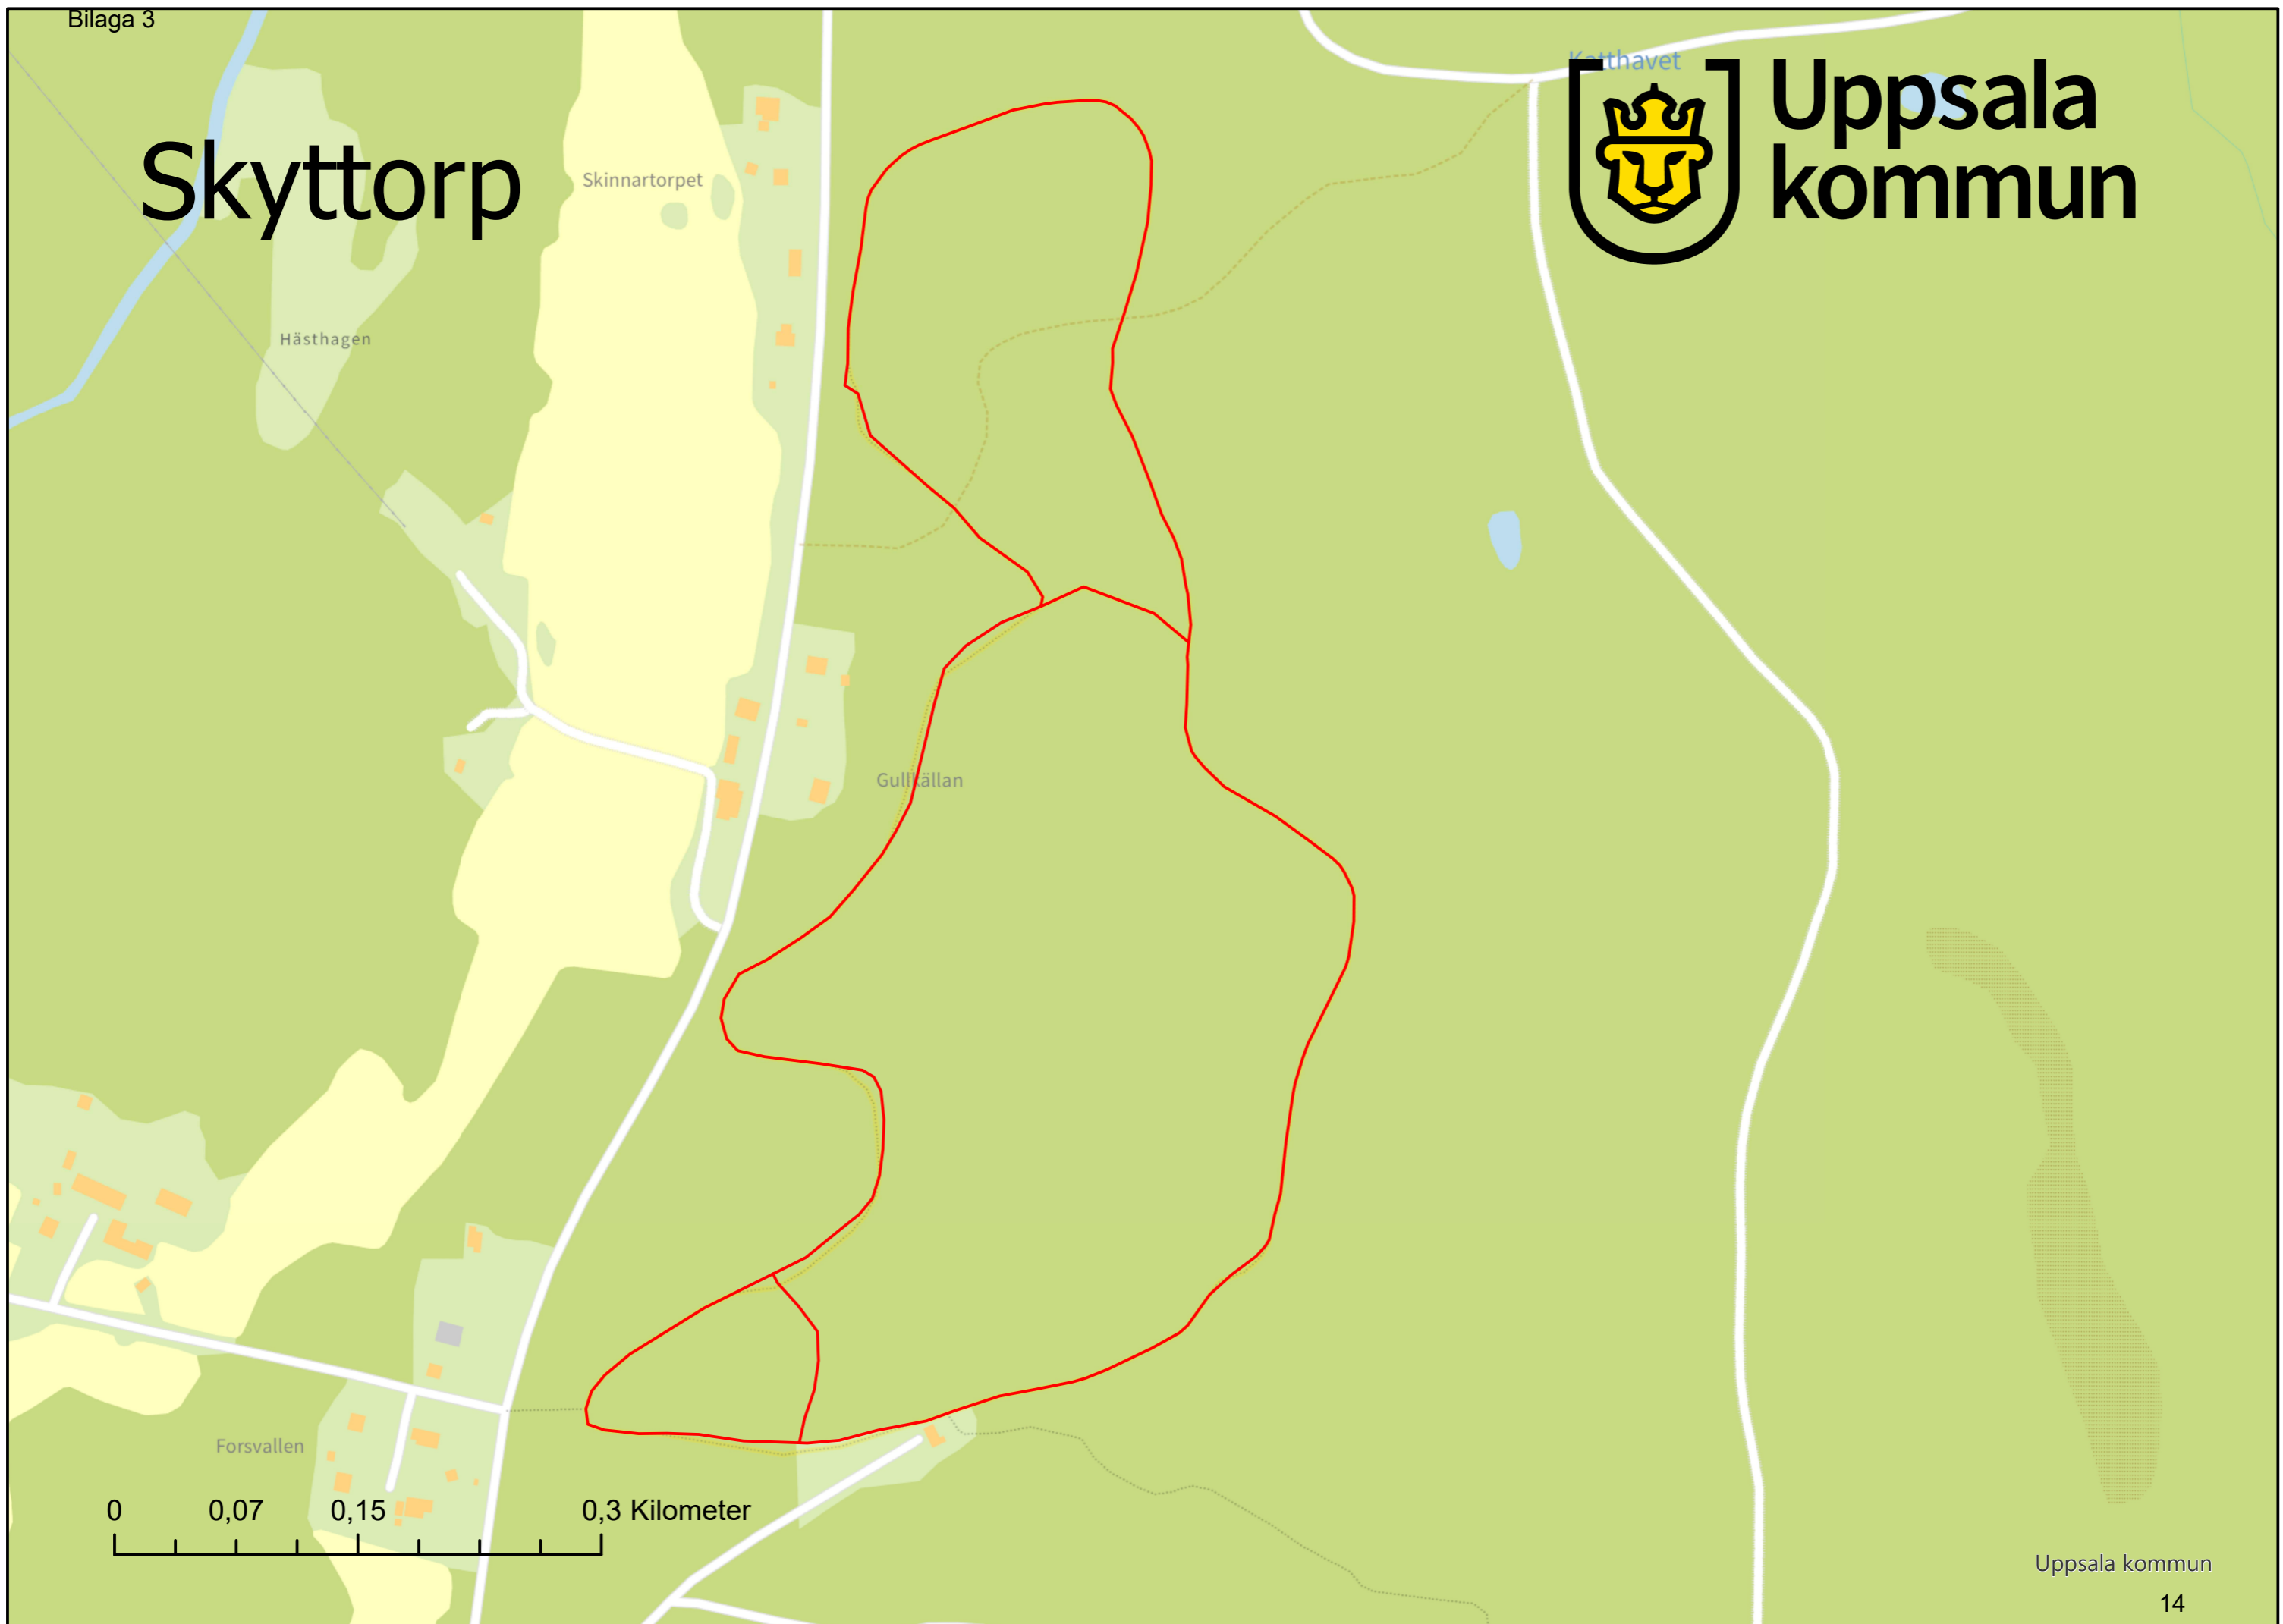 Bilaga 3
Katthavet
Uppsala
kommun
Skyttorp
Skinnartorpet
Hästhagen
Gullkällan
Forsvallen
0 0,07 0,15 0,3 Kilometer
Uppsala kommun
14